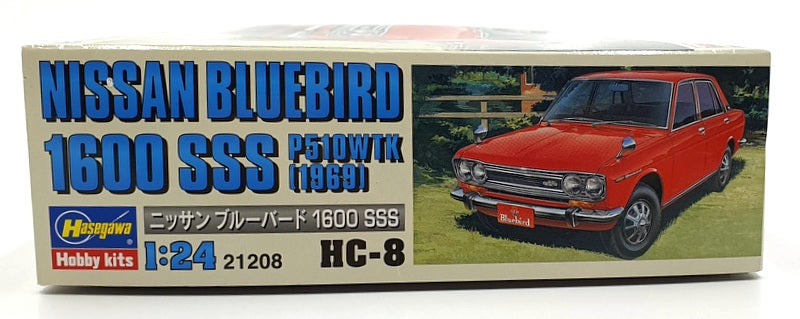 NISSAN BLUEBIRD
1600 SSS P510WTK
(1969)
Hasegawa
Hobby kits
ニッサン ブルーバード 1600 SSS
1:24 21208 HC-8
Bluebird